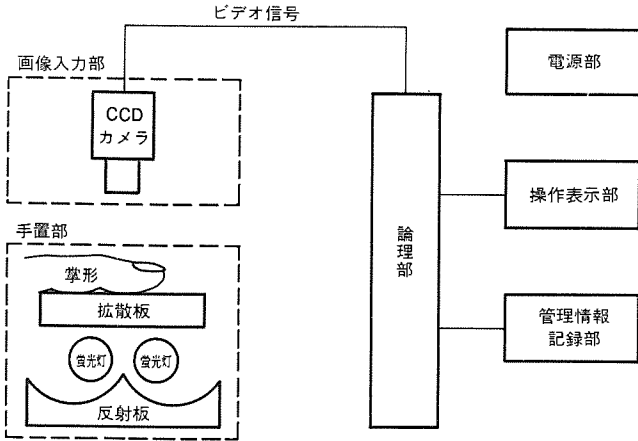 ビデオ信号
画像入力部
CCD
カメラ
電源部
操作表示部
論理部
手置部
掌形
拡散板
蛍光灯
蛍光灯
反射板
管理情報
記録部